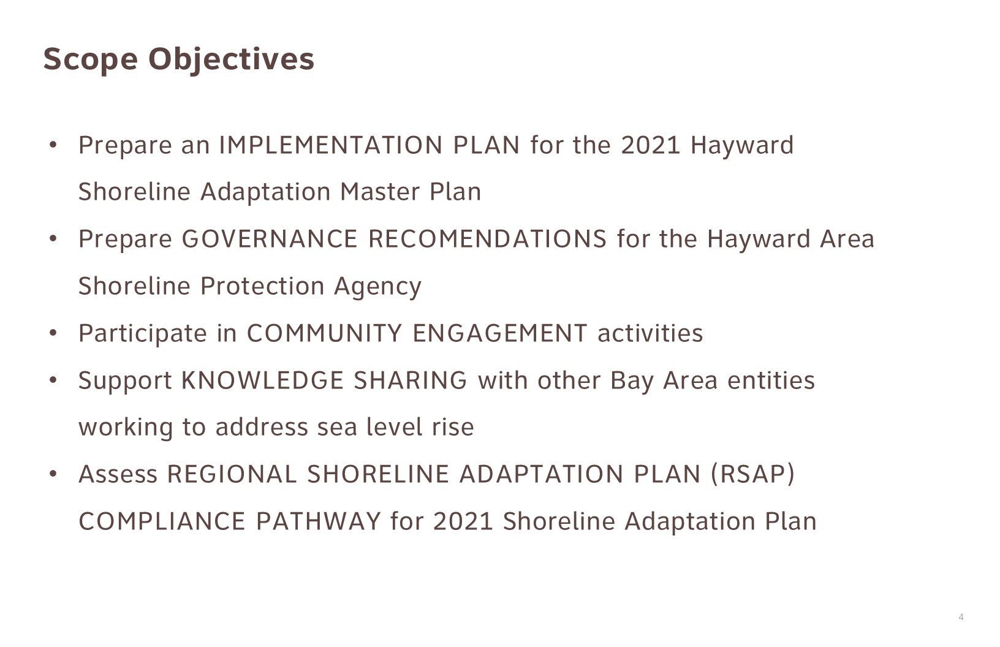 Scope Objectives
• Prepare an IMPLEMENTATION PLAN for the 2021 Hayward
Shoreline Adaptation Master Plan
• Prepare GOVERNANCE RECOMENDATIONS for the Hayward Area
Shoreline Protection Agency
• Participate in COMMUNITY ENGAGEMENT activities
• Support KNOWLEDGE SHARING with other Bay Area entities
working to address sea level rise
• Assess REGIONAL SHORELINE ADAPTATION PLAN (RSAP)
COMPLIANCE PATHWAY for 2021 Shoreline Adaptation Plan
4